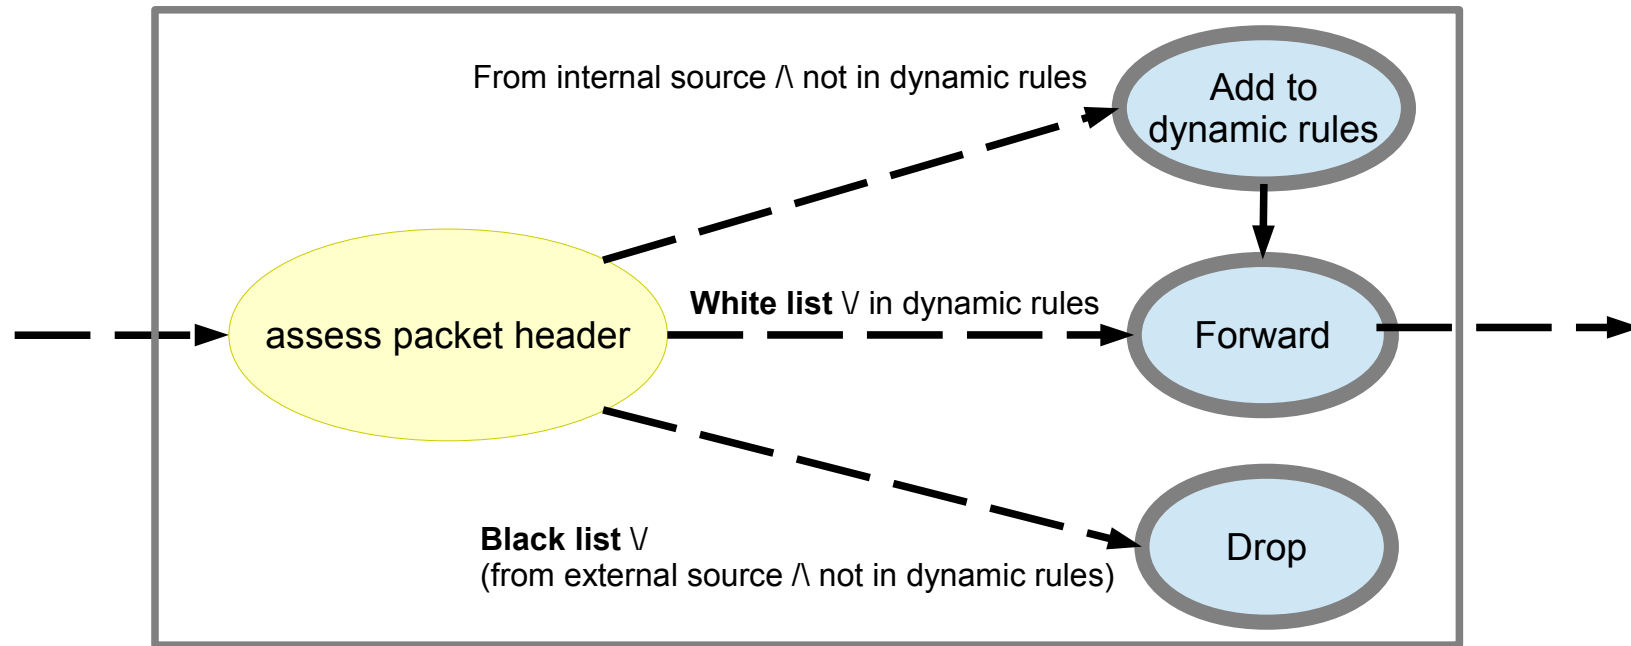 From internal source /\ not in dynamic rules
Add to
dynamic rules
White list \/ in dynamic rules
assess packet header
Forward
Black list \/
(from external source /\ not in dynamic rules)
Drop